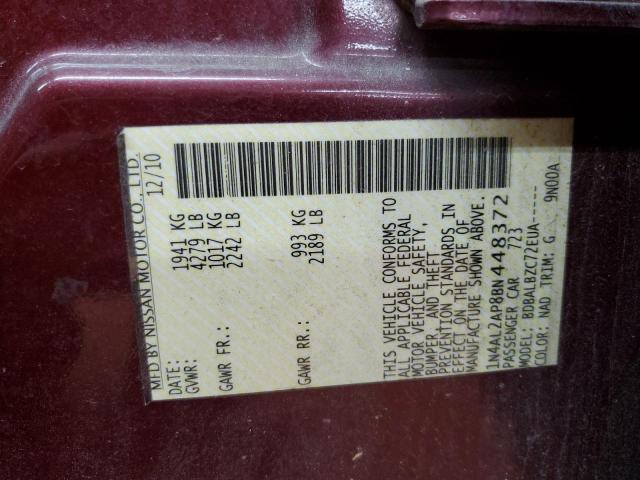 MFD BY NISSAN MOTOR CO., LTD.
DATE: 12/10
GVWR: 1941 KG
4279 LB
GAWR FR.: 1017 KG
2242 LB
GAWR RR.: 993 KG
2189 LB
THIS VEHICLE CONFORMS TO
ALL APPLICABLE FEDERAL
MOTOR VEHICLE SAFETY,
BUMPER, AND THEFT
PREVENTION STANDARDS IN
EFFECT ON THE DATE OF
MANUFACTURE SHOWN ABOVE.
1N4AL2AP8BN448372
PASSENGER CAR 723
MODEL: BDBALBZC72EUA-----
COLOR: NAD TRIM: G 9N00A